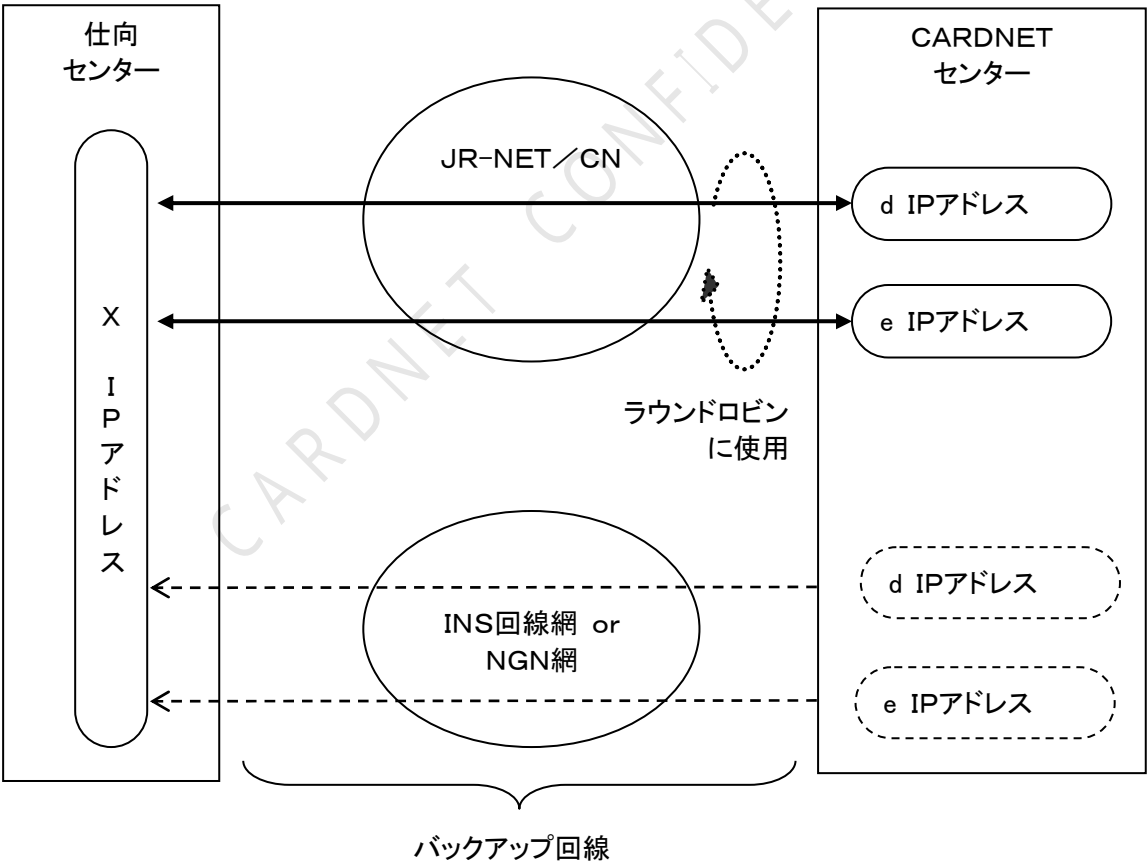 仕向
センター
CARDNET
センター
JR-NET／CN
d IPアドレス
e IPアドレス
X IPアドレス
ラウンドロビン
に使用
INS回線網 or
NGN網
d IPアドレス
e IPアドレス
バックアップ回線
CARDNET CONFIDE